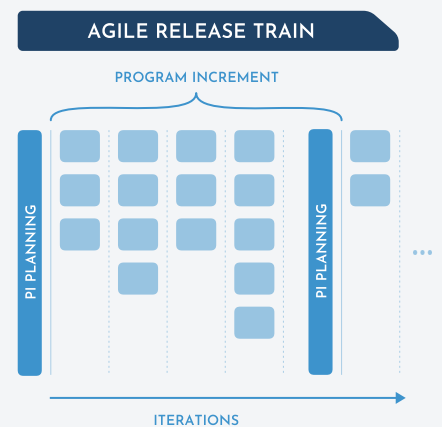 AGILE RELEASE TRAIN
PROGRAM INCREMENT
PI PLANNING
PI PLANNING
ITERATIONS